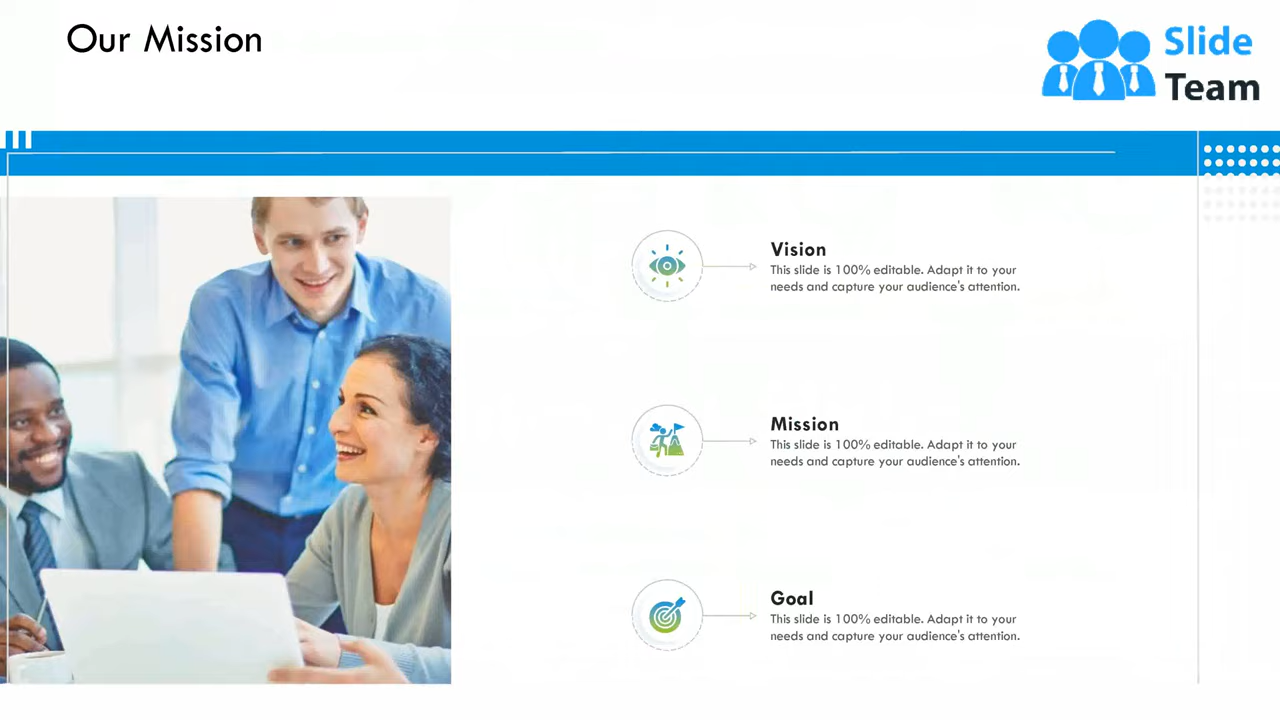 Our Mission
Slide
Team
Vision
This slide is 100% editable. Adapt it to your
needs and capture your audience's attention.
Mission
This slide is 100% editable. Adapt it to your
needs and capture your audience's attention.
Goal
This slide is 100% editable. Adapt it to your
needs and capture your audience's attention.